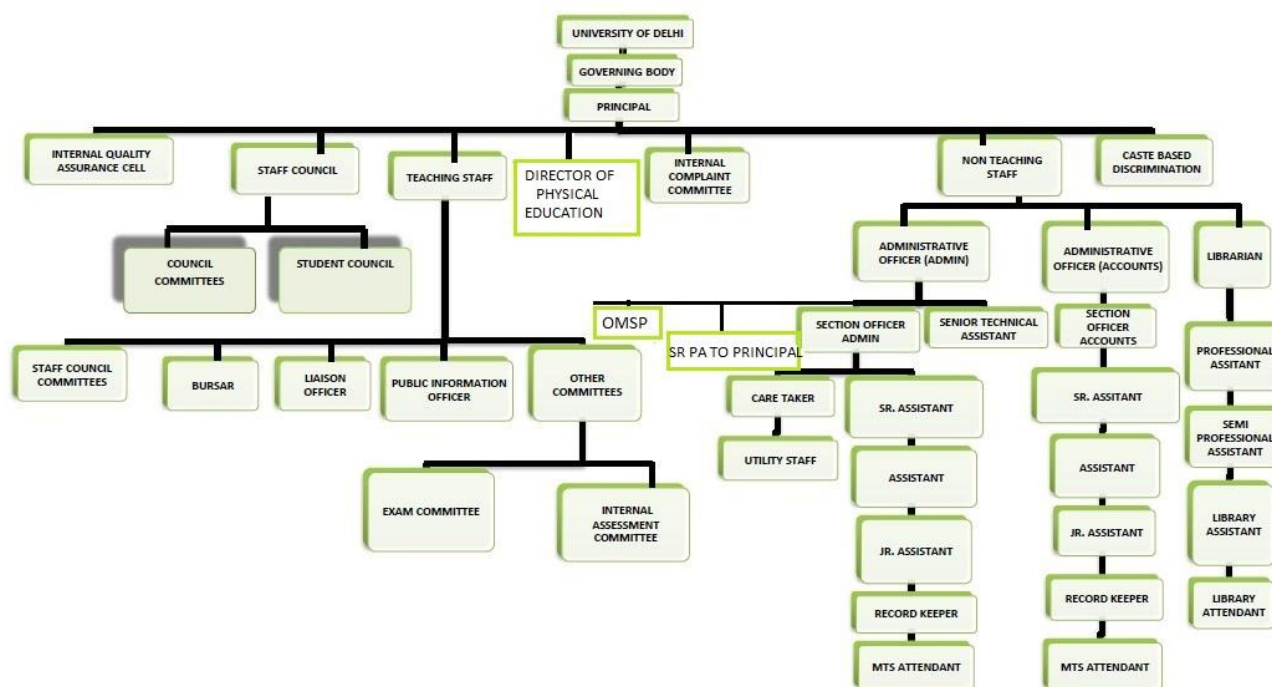 UNIVERSITY OF DELHI
GOVERNING BODY
PRINCIPAL
INTERNAL QUALITY
ASSURANCE CELL
STAFF COUNCIL
TEACHING STAFF
DIRECTOR OF
PHYSICAL
EDUCATION
INTERNAL
COMPLAINT
COMMITTEE
NON TEACHING
STAFF
CASTE BASED
DISCRIMINATION
COUNCIL
COMMITTEES
STUDENT COUNCIL
ADMINISTRATIVE
OFFICER (ADMIN)
ADMINISTRATIVE
OFFICER (ACCOUNTS)
LIBRARIAN
OMSP
SR PA TO PRINCIPAL
SECTION OFFICER
ADMIN
SENIOR TECHNICAL
ASSISTANT
SECTION
OFFICER
ACCOUNTS
STAFF COUNCIL
COMMITTEES
BURSAR
LIAISON
OFFICER
PUBLIC INFORMATION
OFFICER
OTHER
COMMITTEES
PROFESSIONAL
ASSITANT
CARE TAKER
SR. ASSISTANT
SR. ASSITANT
SEMI
PROFESSIONAL
ASSISTANT
UTILITY STAFF
ASSISTANT
ASSISTANT
EXAM COMMITTEE
INTERNAL
ASSESSMENT
COMMITTEE
LIBRARY
ASSISTANT
JR. ASSISTANT
JR. ASSISTANT
RECORD KEEPER
RECORD KEEPER
LIBRARY
ATTENDANT
MTS ATTENDANT
MTS ATTENDANT